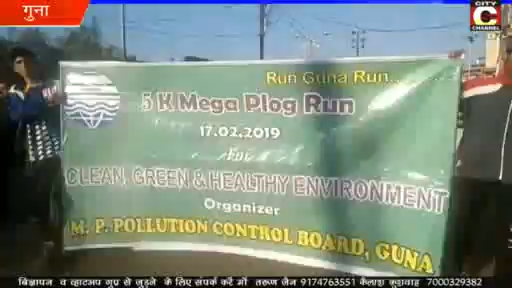 गुना
CITY
CHANNEL
Run Guna Run..
5 K Mega Plog Run
17.02.2019
For
CLEAN, GREEN & HEALTHY ENVIRONMENT
Organizer
M. P. POLLUTION CONTROL BOARD, GUNA
विज्ञापन व व्हाटसप ग्रुप से जुड़ने के लिए संपर्क करें मों तरूण जैन 9174763551 कैलाश कुशवाह 7000329382